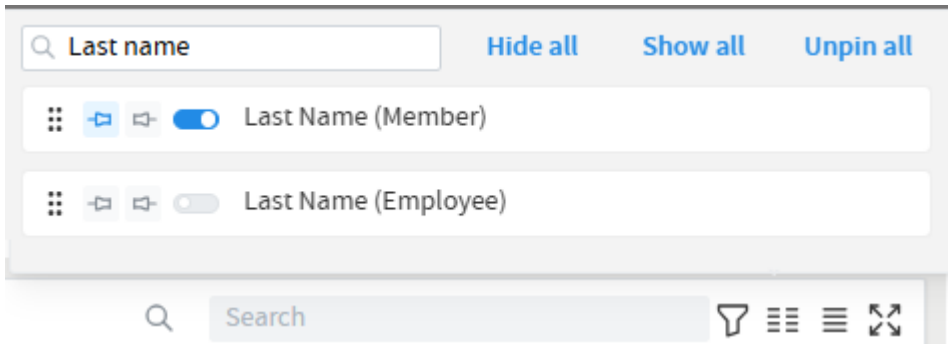 Last name Hide all Show all Unpin all
Last Name (Member)
Last Name (Employee)
Search